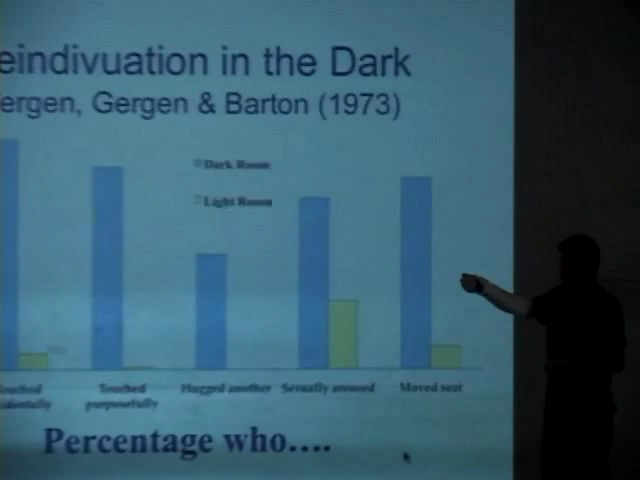 eindivuation in the Dark
ergen, Gergen & Barton (1973)
Dark Room
Light Room
Touched Touched Hugged another Sexually aroused Moved seat
identally purposefully
Percentage who....